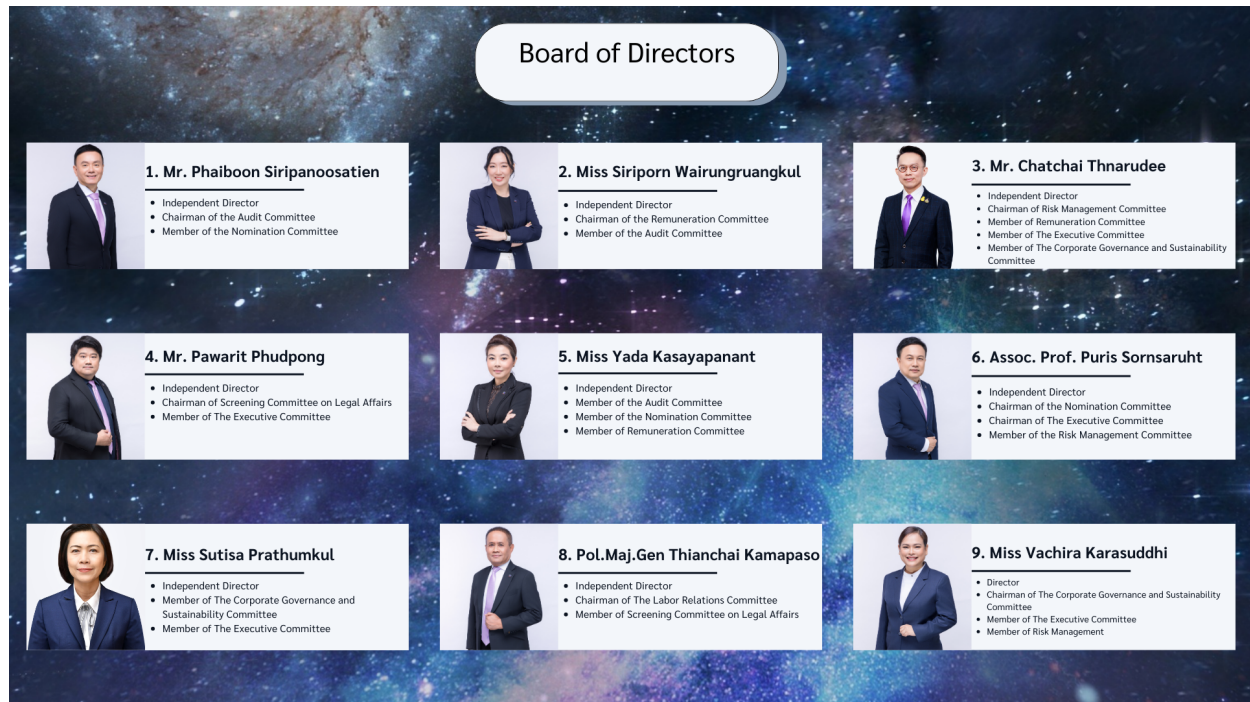 Board of Directors
1. Mr. Phaiboon Siripanoosatien
• Independent Director
• Chairman of the Audit Committee
• Member of the Nomination Committee
2. Miss Siriporn Wairungruangkul
• Independent Director
• Chairman of the Remuneration Committee
• Member of the Audit Committee
3. Mr. Chatchai Thnarudee
• Independent Director
• Chairman of Risk Management Committee
• Member of Remuneration Committee
• Member of The Executive Committee
• Member of The Corporate Governance and Sustainability
Committee
4. Mr. Pawarit Phudpong
• Independent Director
• Chairman of Screening Committee on Legal Affairs
• Member of The Executive Committee
5. Miss Yada Kasayapanant
• Independent Director
• Member of the Audit Committee
• Member of the Nomination Committee
• Member of Remuneration Committee
6. Assoc. Prof. Puris Sornsaruht
• Independent Director
• Chairman of the Nomination Committee
• Chairman of The Executive Committee
• Member of the Risk Management Committee
7. Miss Sutisa Prathumkul
• Independent Director
• Member of The Corporate Governance and
Sustainability Committee
• Member of The Executive Committee
8. Pol.Maj.Gen Thianchai Kamapaso
• Independent Director
• Chairman of The Labor Relations Committee
• Member of Screening Committee on Legal Affairs
9. Miss Vachira Karasuddhi
• Director
• Chairman of The Corporate Governance and Sustainability
Committee
• Member of The Executive Committee
• Member of Risk Management